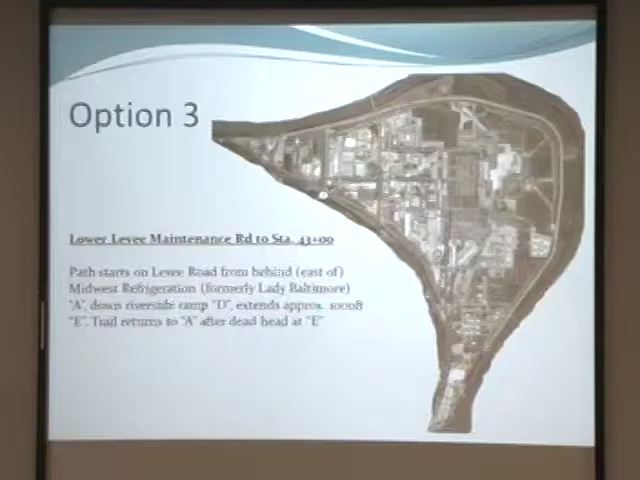 Option 3
Lower Levee Maintenance Rd to Sta. 43+00
Path starts on Levee Road from behind (east of)
Midwest Refrigeration (formerly Lady Baltimore)
"A", down riverside ramp "D", extends approx. 1000ft
"E". Trail returns to "A" after dead head at "E"